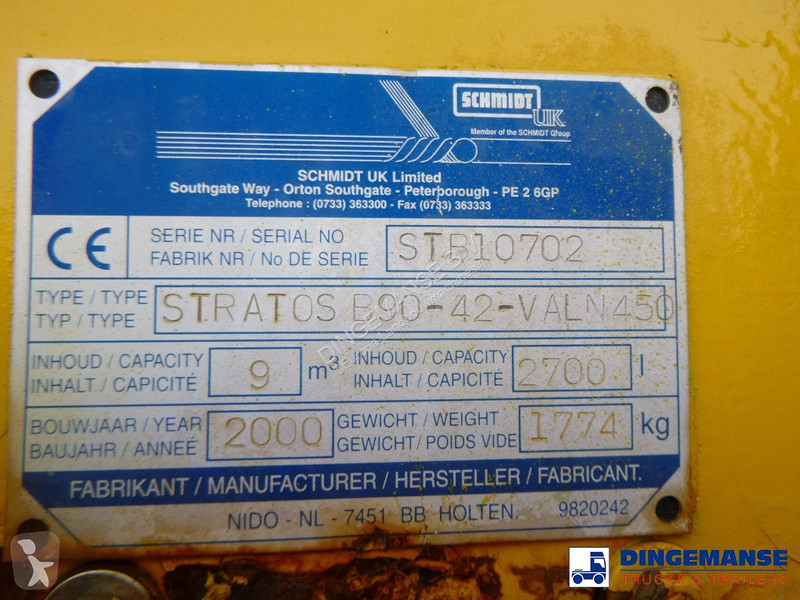 SCHMIDT
UK
Member of the SCHMIDT Group
SCHMIDT UK Limited
Southgate Way - Orton Southgate - Peterborough - PE 2 6GP
Telephone : (0733) 363300 - Fax (0733) 363333
CE
SERIE NR / SERIAL NO
FABRIK NR / No DE SERIE
STB10702
TYPE / TYPE
TYP / TYPE
STRATOS B90-42-VALN450
INHOUD / CAPACITY
INHALT / CAPICITÉ
9 m³
INHOUD / CAPACITY
INHALT / CAPICITÉ
2700 l
BOUWJAAR / YEAR
BAUJAHR / ANNEÉ
2000
GEWICHT / WEIGHT
GEWICHT / POIDS VIDE
1774 kg
FABRIKANT / MANUFACTURER / HERSTELLER / FABRICANT.
NIDO - NL - 7451 BB HOLTEN. 9820242
DINGEMANSE
TRUCKS & TRAILERS